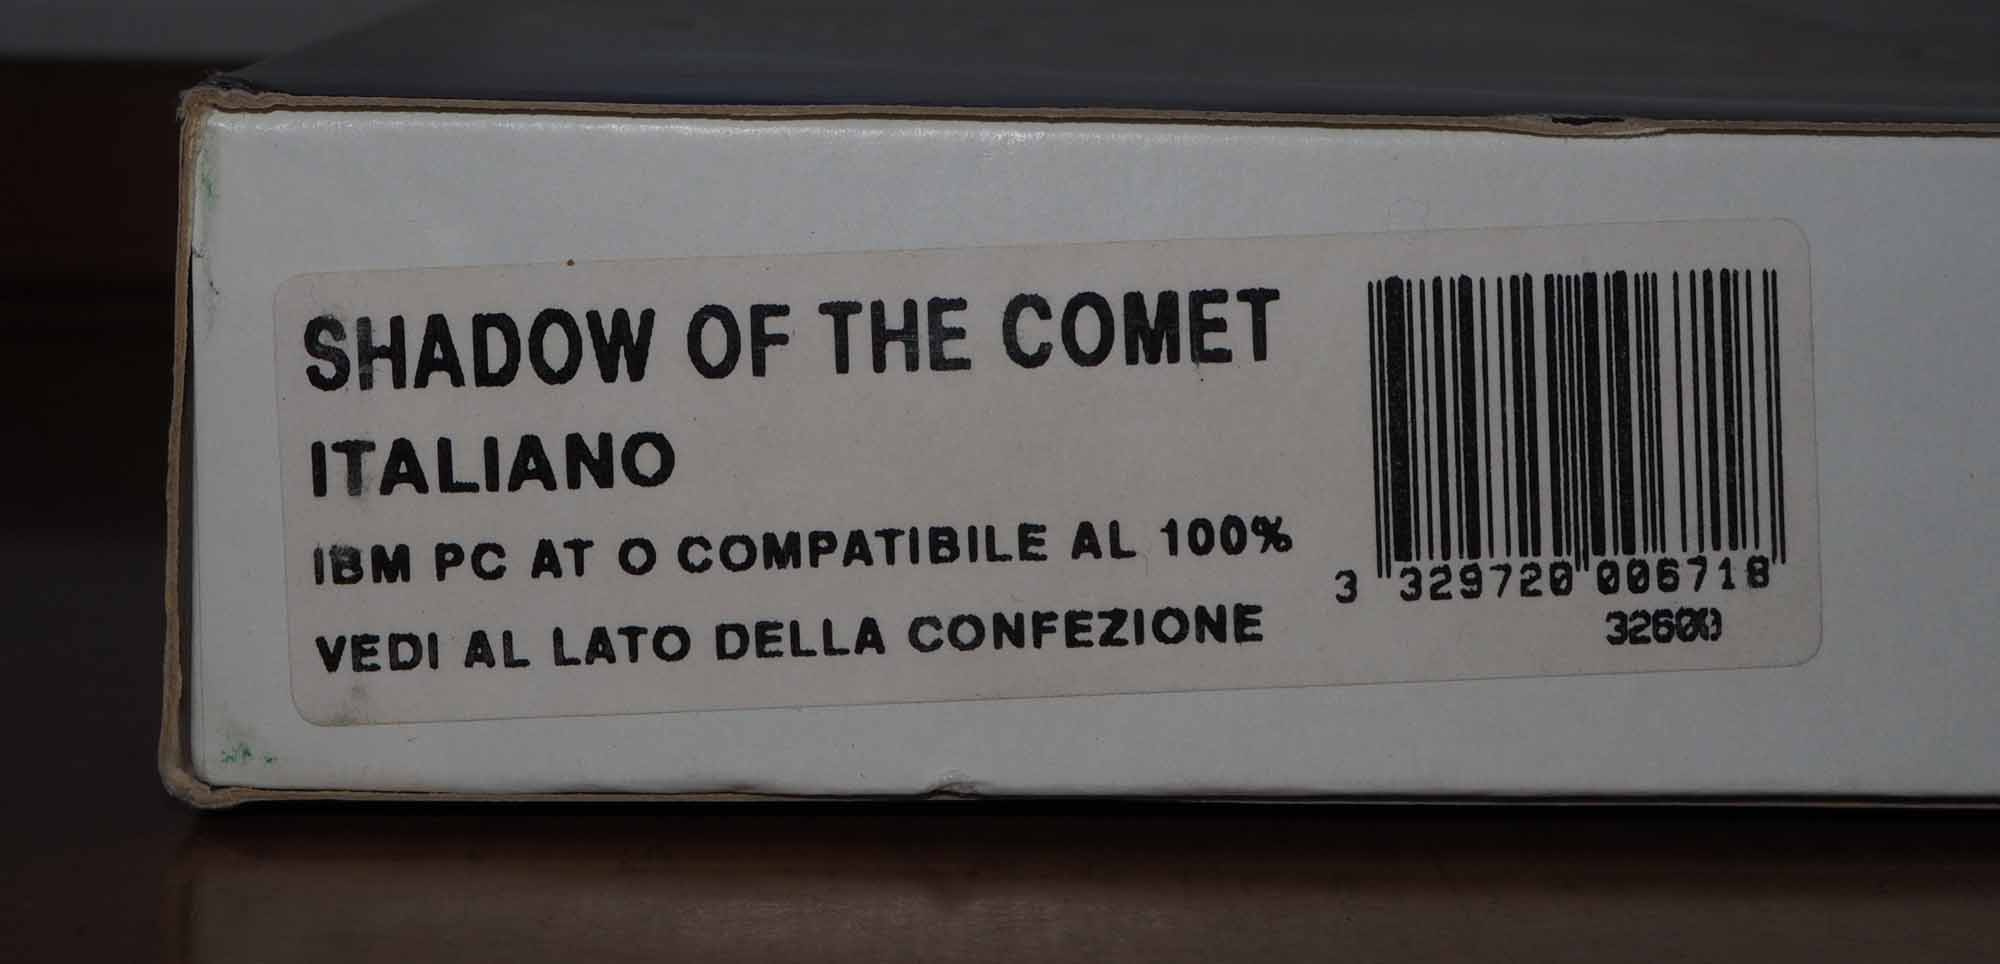 SHADOW OF THE COMET
ITALIANO
IBM PC AT O COMPATIBILE AL 100%
VEDI AL LATO DELLA CONFEZIONE
3 329720 006718
32600